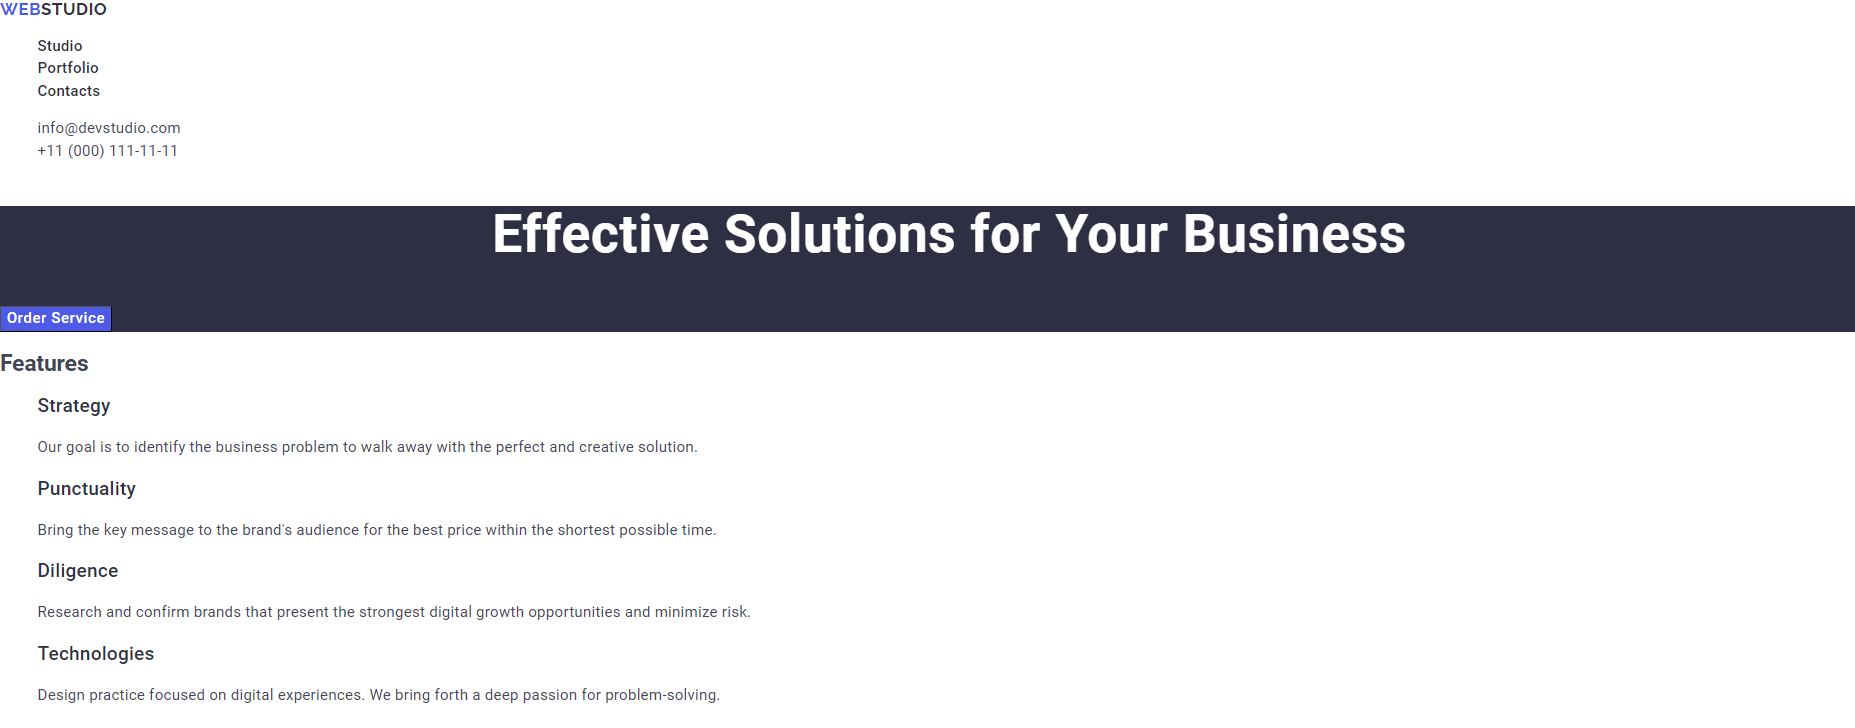 WEBSTUDIO
Studio
Portfolio
Contacts
info@devstudio.com
+11 (000) 111-11-11
Effective Solutions for Your Business
Order Service
Features
Strategy
Our goal is to identify the business problem to walk away with the perfect and creative solution.
Punctuality
Bring the key message to the brand's audience for the best price within the shortest possible time.
Diligence
Research and confirm brands that present the strongest digital growth opportunities and minimize risk.
Technologies
Design practice focused on digital experiences. We bring forth a deep passion for problem-solving.